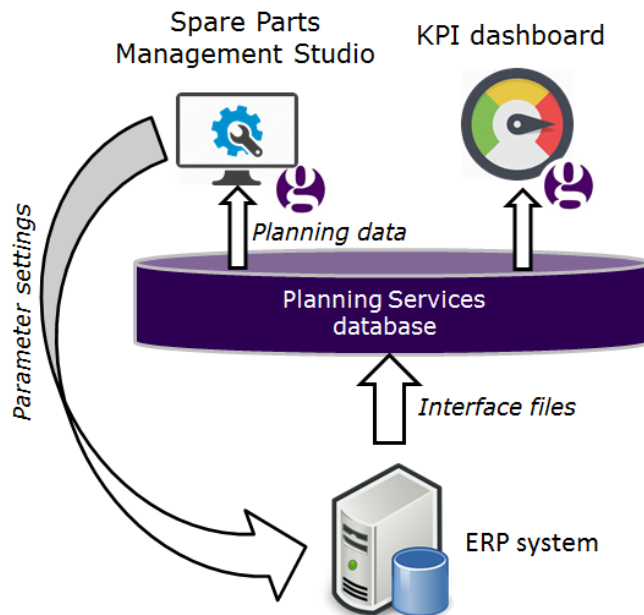 Spare Parts
Management Studio
KPI dashboard
g
g
Planning data
Parameter settings
Planning Services
database
Interface files
ERP system